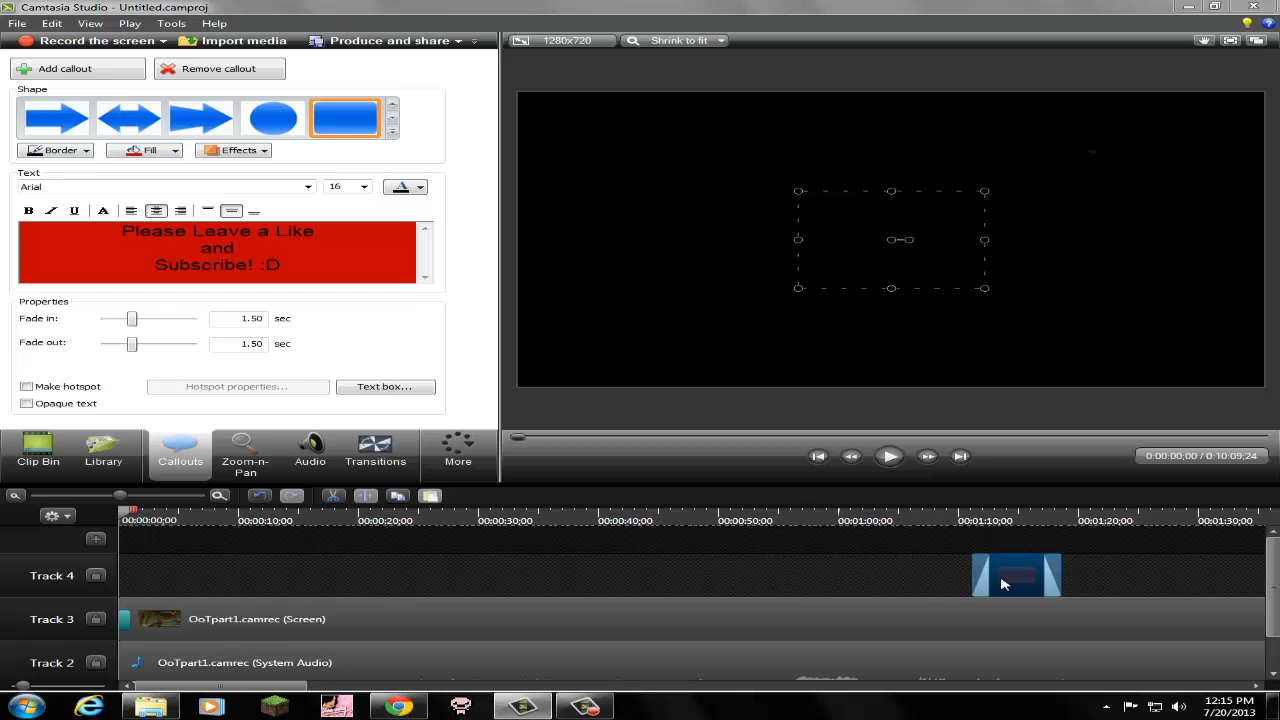 Camtasia Studio - Untitled.camproj
File Edit View Play Tools
Record the screen Import media Produce and share
1280x720 Shrink to fit
Add callout Remove callout
Shape
Border Fill Effects
Text
Arial 16 A
B I U A
Please Leave a Like
and
Subscribe! :D
Properties
Fade in: 1.50 sec
Fade out: 1.50 sec
Make hotspot Hotspot properties... Text box...
Opaque text
Clip Bin Library Callouts Zoom-n-Pan Audio Transitions More
0:00:00;00 / 0:10:09;24
00:00:00;00 00:00:10;00 00:00:20;00 00:00:30;00 00:00:40;00 00:00:50;00 00:01:00;00 00:01:10;00 00:01:20;00 00:01:30;00
Track 4
Track 3 OoTpart1.camrec (Screen)
Track 2 OoTpart1.camrec (System Audio)
12:15 PM
7/20/2013